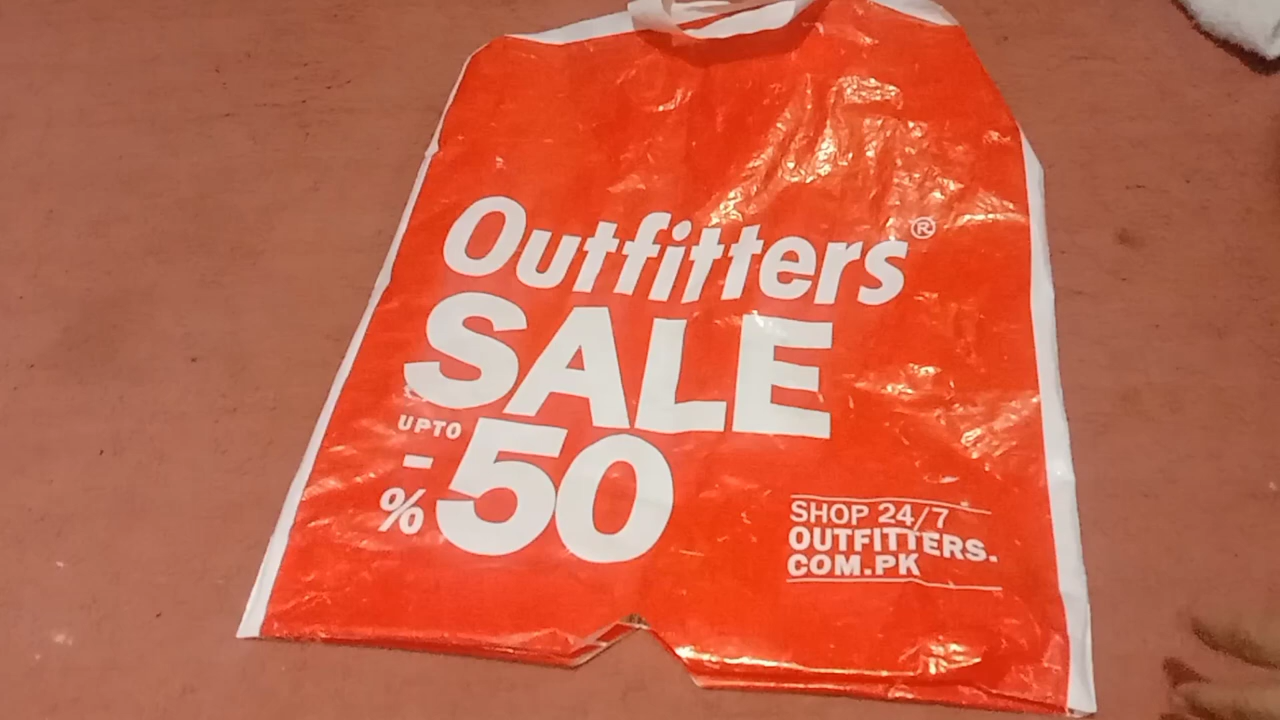 Outfitters®
SALE
UPTO
-
% 50
SHOP 24/7
OUTFITTERS.
COM.PK